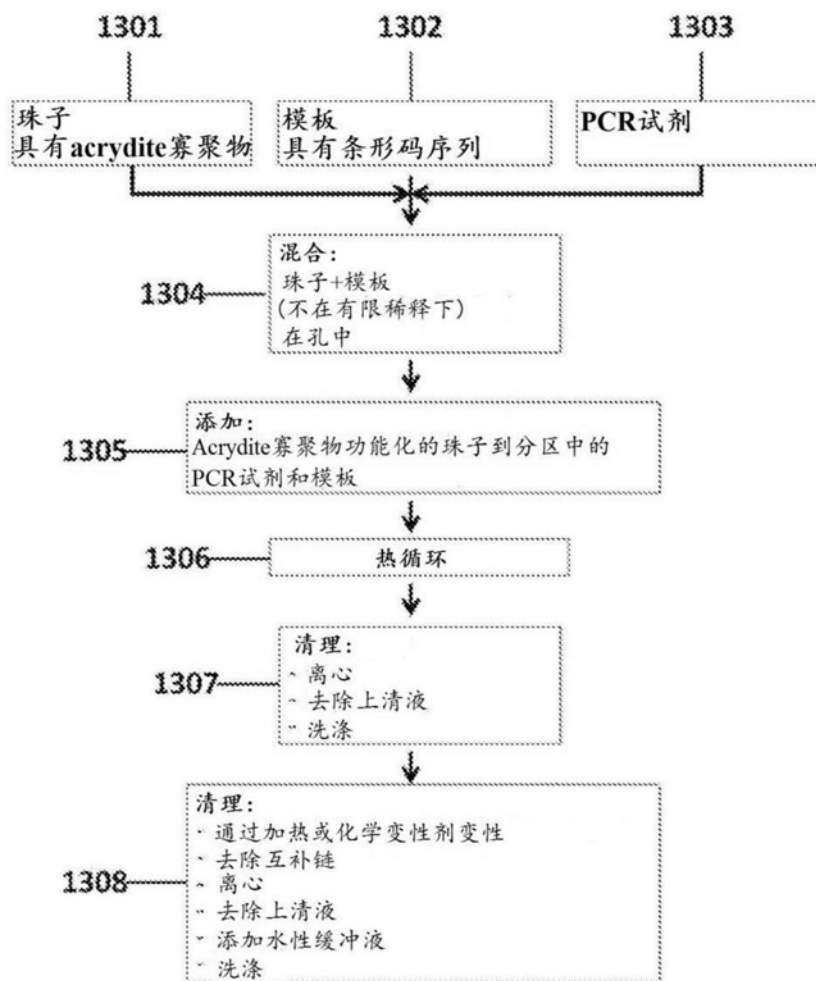 1301
1302
1303
珠子
具有acrydite寡聚物
模板
具有条形码序列
PCR试剂
1304
混合:
珠子+模板
(不在有限稀释下)
在孔中
1305
添加:
Acrydite寡聚物功能化的珠子到分区中的
PCR试剂和模板
1306
热循环
1307
清理:
- 离心
- 去除上清液
- 洗涤
1308
清理:
- 通过加热或化学变性剂变性
- 去除互补链
- 离心
- 去除上清液
- 添加水性缓冲液
- 洗涤